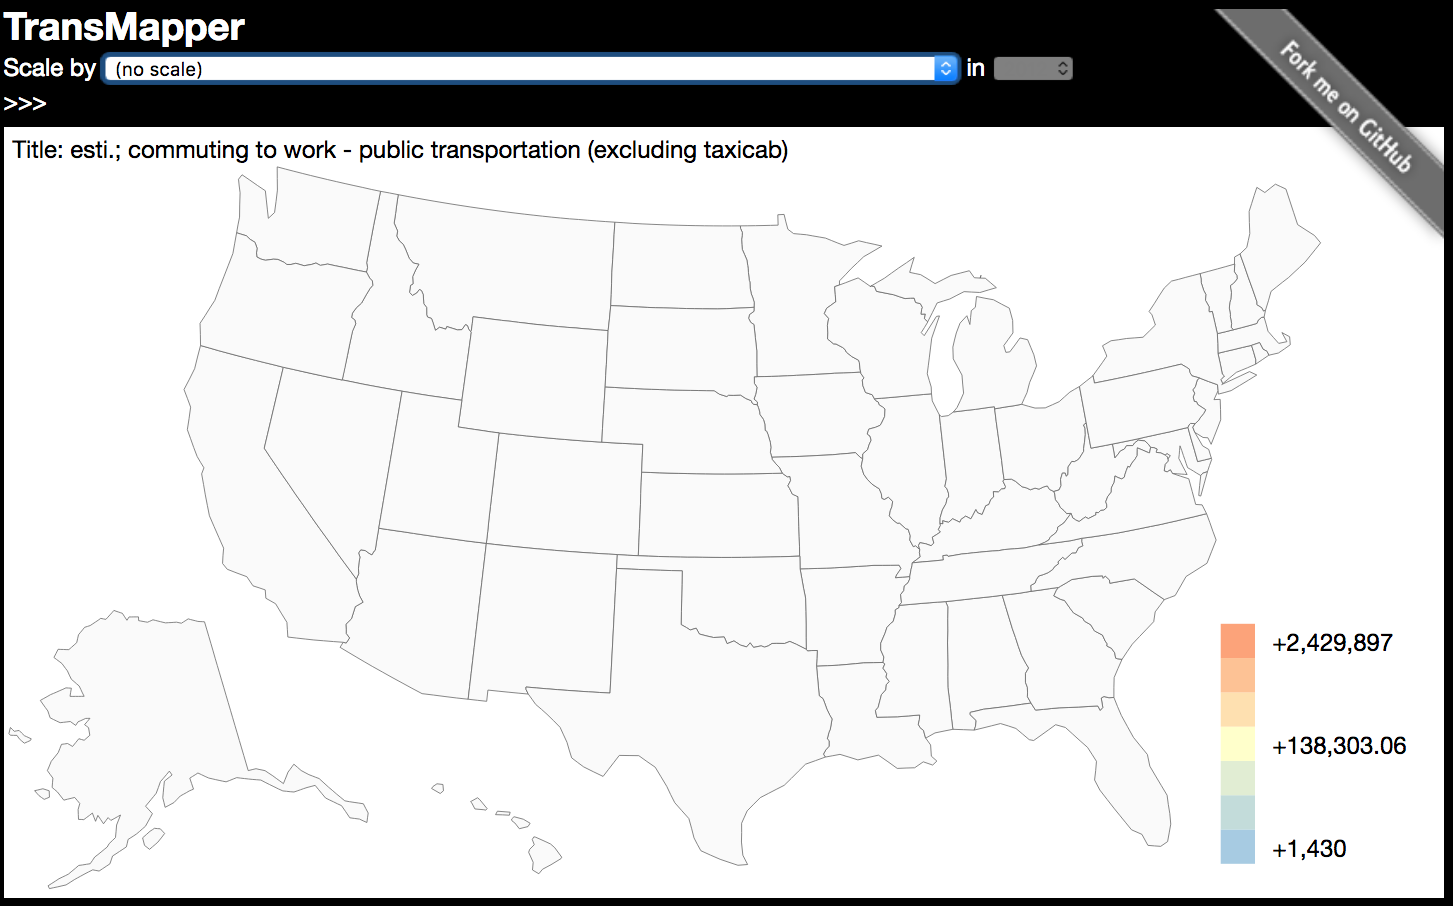 TransMapper
Scale by (no scale) in
>>>
Fork me on GitHub
Title: esti.; commuting to work - public transportation (excluding taxicab)
+2,429,897
+138,303.06
+1,430